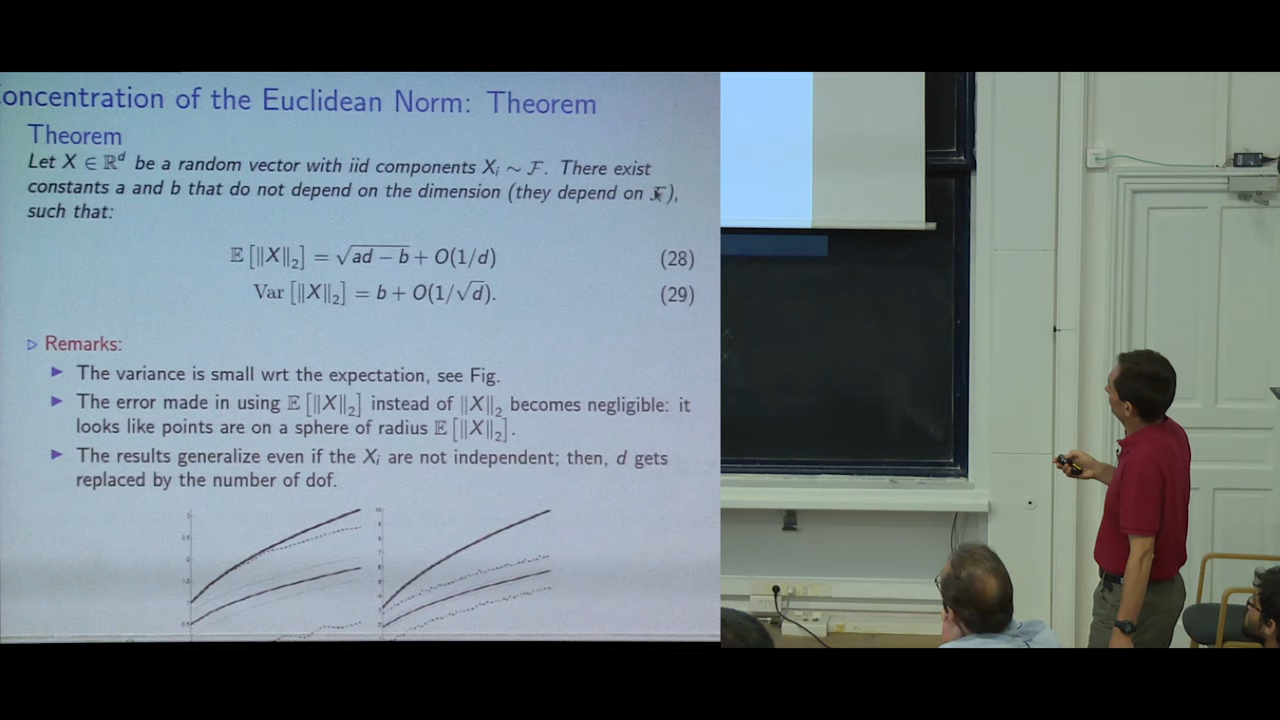 oncentration of the Euclidean Norm: Theorem
Theorem
Let X ∈ ℝᵈ be a random vector with iid components Xᵢ ∼ ℱ. There exist
constants a and b that do not depend on the dimension (they depend on ℱ),
such that:
𝔼 [‖X‖₂] = √(ad − b) + O(1/d) (28)
Var [‖X‖₂] = b + O(1/√d). (29)
▷ Remarks:
▶ The variance is small wrt the expectation, see Fig.
▶ The error made in using 𝔼 [‖X‖₂] instead of ‖X‖₂ becomes negligible: it
looks like points are on a sphere of radius 𝔼 [‖X‖₂].
▶ The results generalize even if the Xᵢ are not independent; then, d gets
replaced by the number of dof.